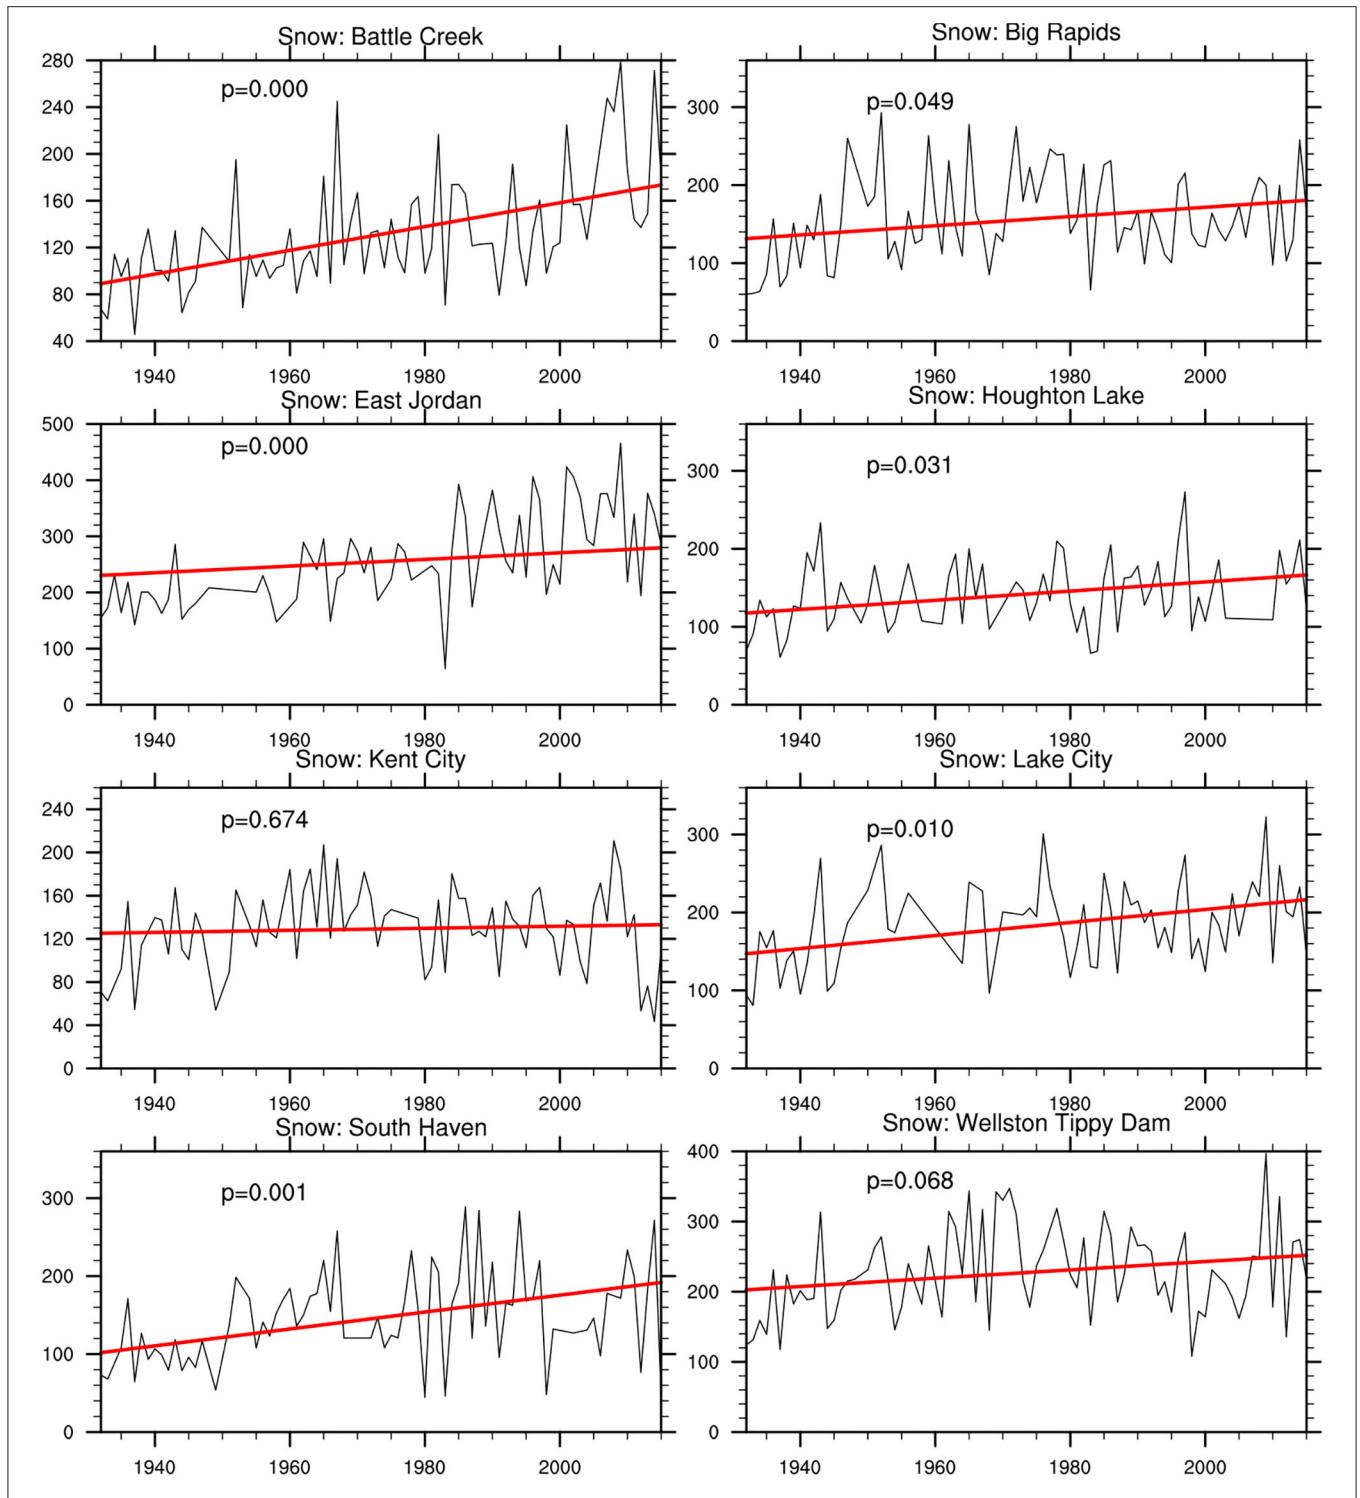 Snow: Battle Creek
p=0.000
280
240
200
160
120
80
40
1940 1960 1980 2000
Snow: Big Rapids
p=0.049
300
200
100
0
1940 1960 1980 2000
Snow: East Jordan
p=0.000
500
400
300
200
100
0
1940 1960 1980 2000
Snow: Houghton Lake
p=0.031
300
200
100
0
1940 1960 1980 2000
Snow: Kent City
p=0.674
240
200
160
120
80
40
0
1940 1960 1980 2000
Snow: Lake City
p=0.010
300
200
100
0
1940 1960 1980 2000
Snow: South Haven
p=0.001
300
200
100
0
1940 1960 1980 2000
Snow: Wellston Tippy Dam
p=0.068
400
300
200
100
0
1940 1960 1980 2000